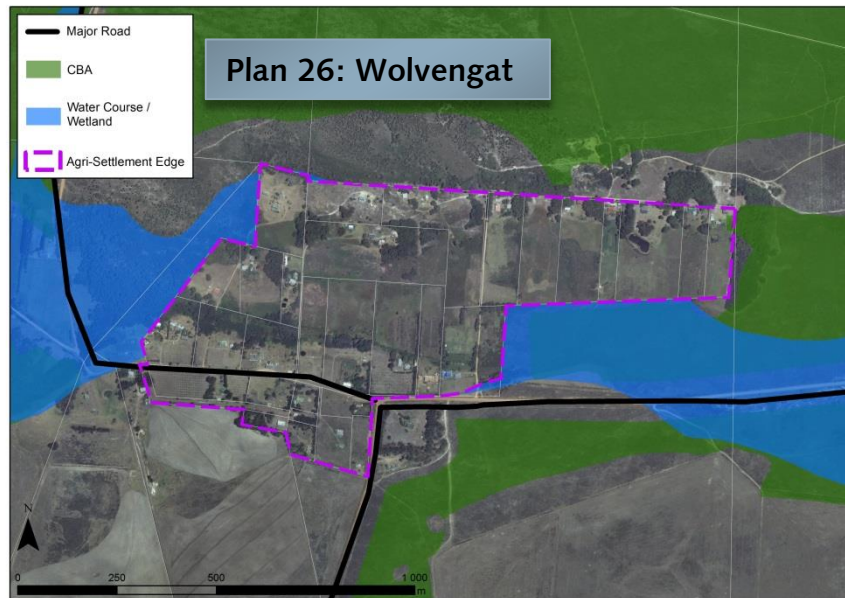 Major Road
CBA
Water Course /
Wetland
Agri-Settlement Edge
Plan 26: Wolvengat
N
0 250 500 1 000
m